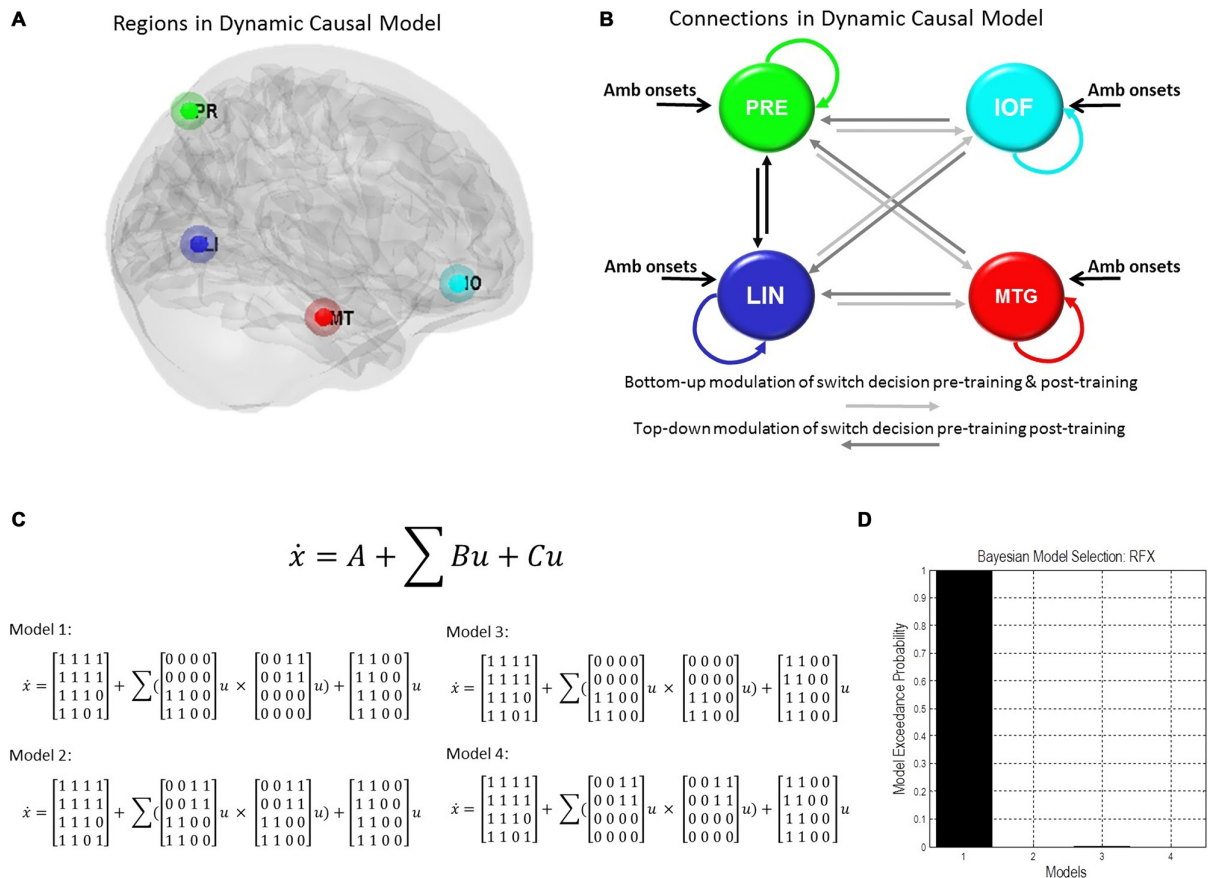 A
Regions in Dynamic Causal Model
PR
LI
IO
MT
B
Connections in Dynamic Causal Model
Amb onsets
PRE
IOF
Amb onsets
Amb onsets
LIN
MTG
Amb onsets
Bottom-up modulation of switch decision pre-training & post-training
Top-down modulation of switch decision pre-training post-training
C
ẋ = A + ∑ Bu + Cu
Model 1:
ẋ = [1 1 1 1; 1 1 1 1; 1 1 1 0; 1 1 0 1] + ∑([0 0 0 0; 0 0 0 0; 1 1 0 0; 1 1 0 0] u × [0 0 1 1; 0 0 1 1; 0 0 0 0; 0 0 0 0] u) + [1 1 0 0; 1 1 0 0; 1 1 0 0; 1 1 0 0] u
Model 2:
ẋ = [1 1 1 1; 1 1 1 1; 1 1 1 0; 1 1 0 1] + ∑([0 0 1 1; 0 0 1 1; 1 1 0 0; 1 1 0 0] u × [0 0 1 1; 0 0 1 1; 1 1 0 0; 1 1 0 0] u) + [1 1 0 0; 1 1 0 0; 1 1 0 0; 1 1 0 0] u
Model 3:
ẋ = [1 1 1 1; 1 1 1 1; 1 1 1 0; 1 1 0 1] + ∑([0 0 0 0; 0 0 0 0; 1 1 0 0; 1 1 0 0] u × [0 0 0 0; 0 0 0 0; 1 1 0 0; 1 1 0 0] u) + [1 1 0 0; 1 1 0 0; 1 1 0 0; 1 1 0 0] u
Model 4:
ẋ = [1 1 1 1; 1 1 1 1; 1 1 1 0; 1 1 0 1] + ∑([0 0 1 1; 0 0 1 1; 0 0 0 0; 0 0 0 0] u × [0 0 1 1; 0 0 1 1; 0 0 0 0; 0 0 0 0] u) + [1 1 0 0; 1 1 0 0; 1 1 0 0; 1 1 0 0] u
D
Bayesian Model Selection: RFX
Model Exceedance Probability
1
0.9
0.8
0.7
0.6
0.5
0.4
0.3
0.2
0.1
0
1 2 3 4
Models